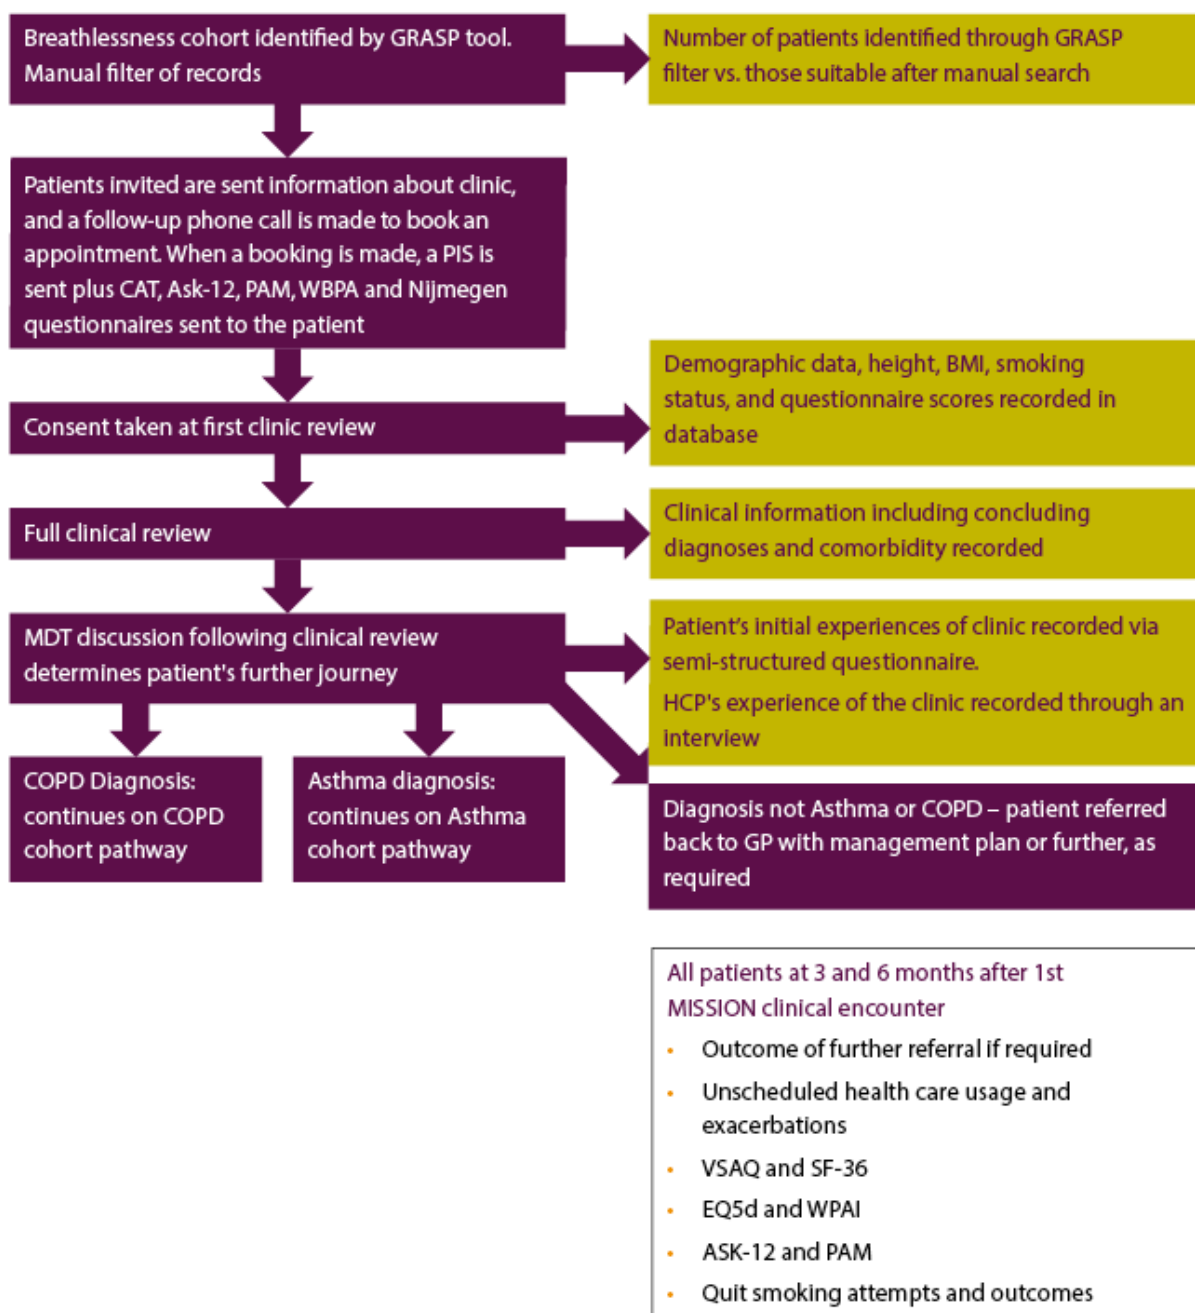 Breathlessness cohort identified by GRASP tool.
Manual filter of records
Number of patients identified through GRASP
filter vs. those suitable after manual search
Patients invited are sent information about clinic,
and a follow-up phone call is made to book an
appointment. When a booking is made, a PIS is
sent plus CAT, Ask-12, PAM, WBPA and Nijmegen
questionnaires sent to the patient
Demographic data, height, BMI, smoking
status, and questionnaire scores recorded in
database
Consent taken at first clinic review
Clinical information including concluding
diagnoses and comorbidity recorded
Full clinical review
Patient's initial experiences of clinic recorded via
semi-structured questionnaire.
HCP's experience of the clinic recorded through an
interview
MDT discussion following clinical review
determines patient's further journey
COPD Diagnosis:
continues on COPD
cohort pathway
Asthma diagnosis:
continues on Asthma
cohort pathway
Diagnosis not Asthma or COPD – patient referred
back to GP with management plan or further, as
required
All patients at 3 and 6 months after 1st
MISSION clinical encounter
• Outcome of further referral if required
• Unscheduled health care usage and
exacerbations
• VSAQ and SF-36
• EQ5d and WPAI
• ASK-12 and PAM
• Quit smoking attempts and outcomes